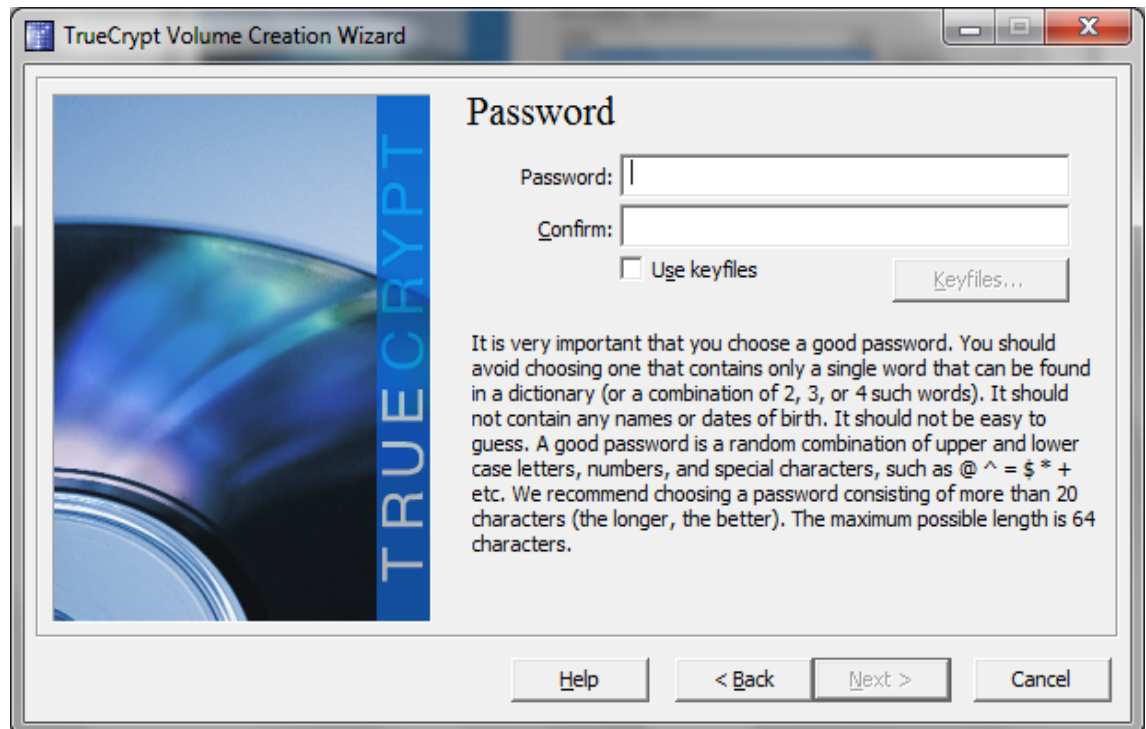 TrueCrypt Volume Creation Wizard
TRUECRYPT
Password
Password:
Confirm:
Use keyfiles
Keyfiles...
It is very important that you choose a good password. You should
avoid choosing one that contains only a single word that can be found
in a dictionary (or a combination of 2, 3, or 4 such words). It should
not contain any names or dates of birth. It should not be easy to
guess. A good password is a random combination of upper and lower
case letters, numbers, and special characters, such as @ ^ = $ * +
etc. We recommend choosing a password consisting of more than 20
characters (the longer, the better). The maximum possible length is 64
characters.
Help
< Back
Next >
Cancel